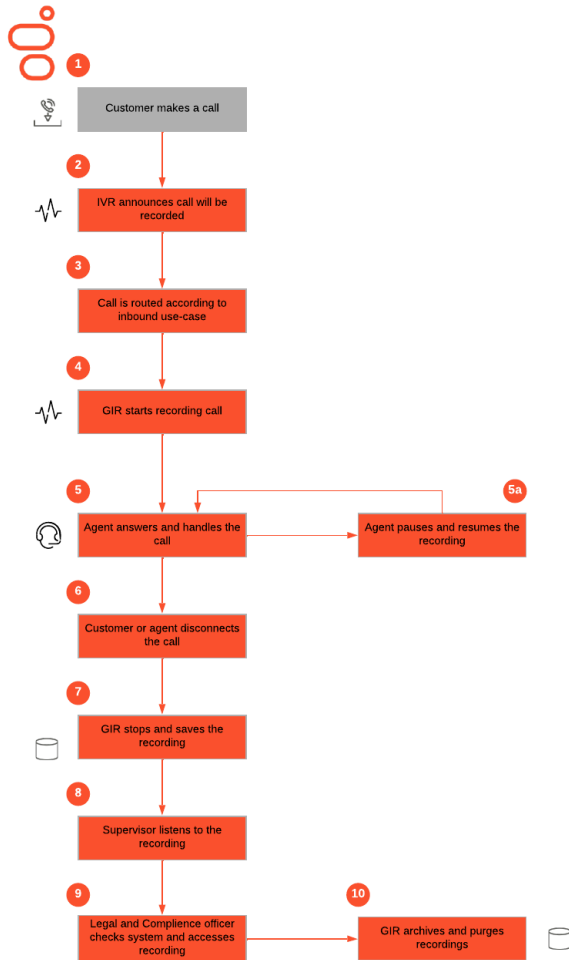 1
Customer makes a call
2
IVR announces call will be
recorded
3
Call is routed according to
inbound use-case
4
GIR starts recording call
5
Agent answers and handles the
call
5a
Agent pauses and resumes the
recording
6
Customer or agent disconnects
the call
7
GIR stops and saves the
recording
8
Supervisor listens to the
recording
9
Legal and Complience officer
checks system and accesses
recording
10
GIR archives and purges
recordings